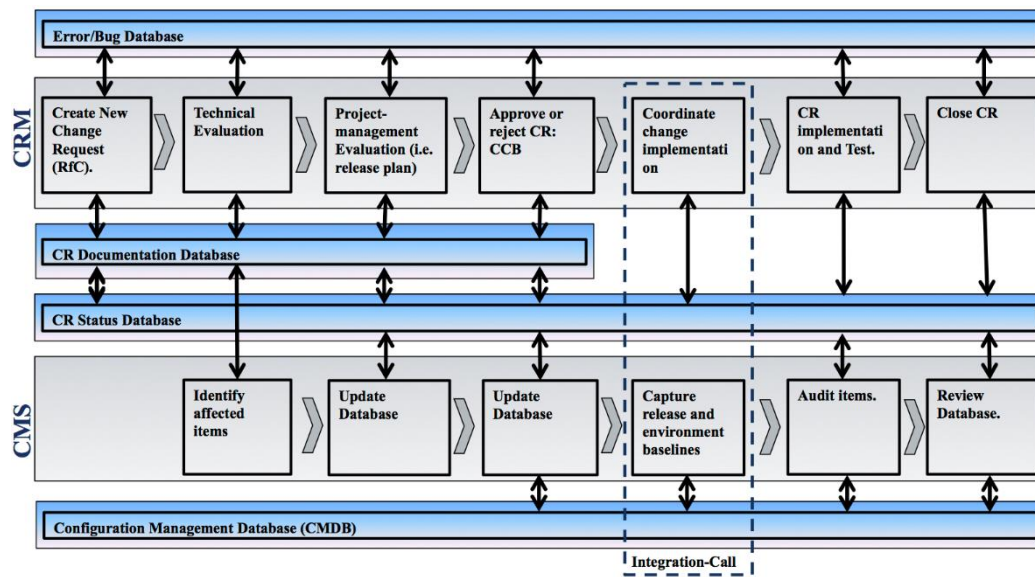 Error/Bug Database
CRM
Create New
Change
Request
(RfC).
Technical
Evaluation
Project-
management
Evaluation (i.e.
release plan)
Approve or
reject CR:
CCB
Coordinate
change
implementati
on
CR
implementati
on and Test.
Close CR
CR Documentation Database
CR Status Database
CMS
Identify
affected
items
Update
Database
Update
Database
Capture
release and
environment
baselines
Audit items.
Review
Database.
Configuration Management Database (CMDB)
Integration-Call